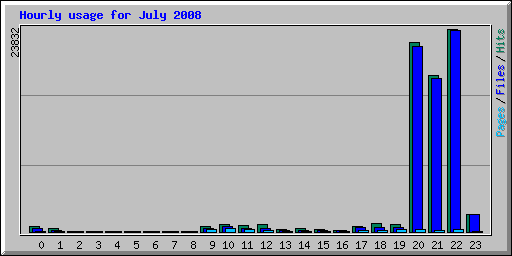 Hourly usage for July 2008
23832
Pages/Files/Hits
0 1 2 3 4 5 6 7 8 9 10 11 12 13 14 15 16 17 18 19 20 21 22 23